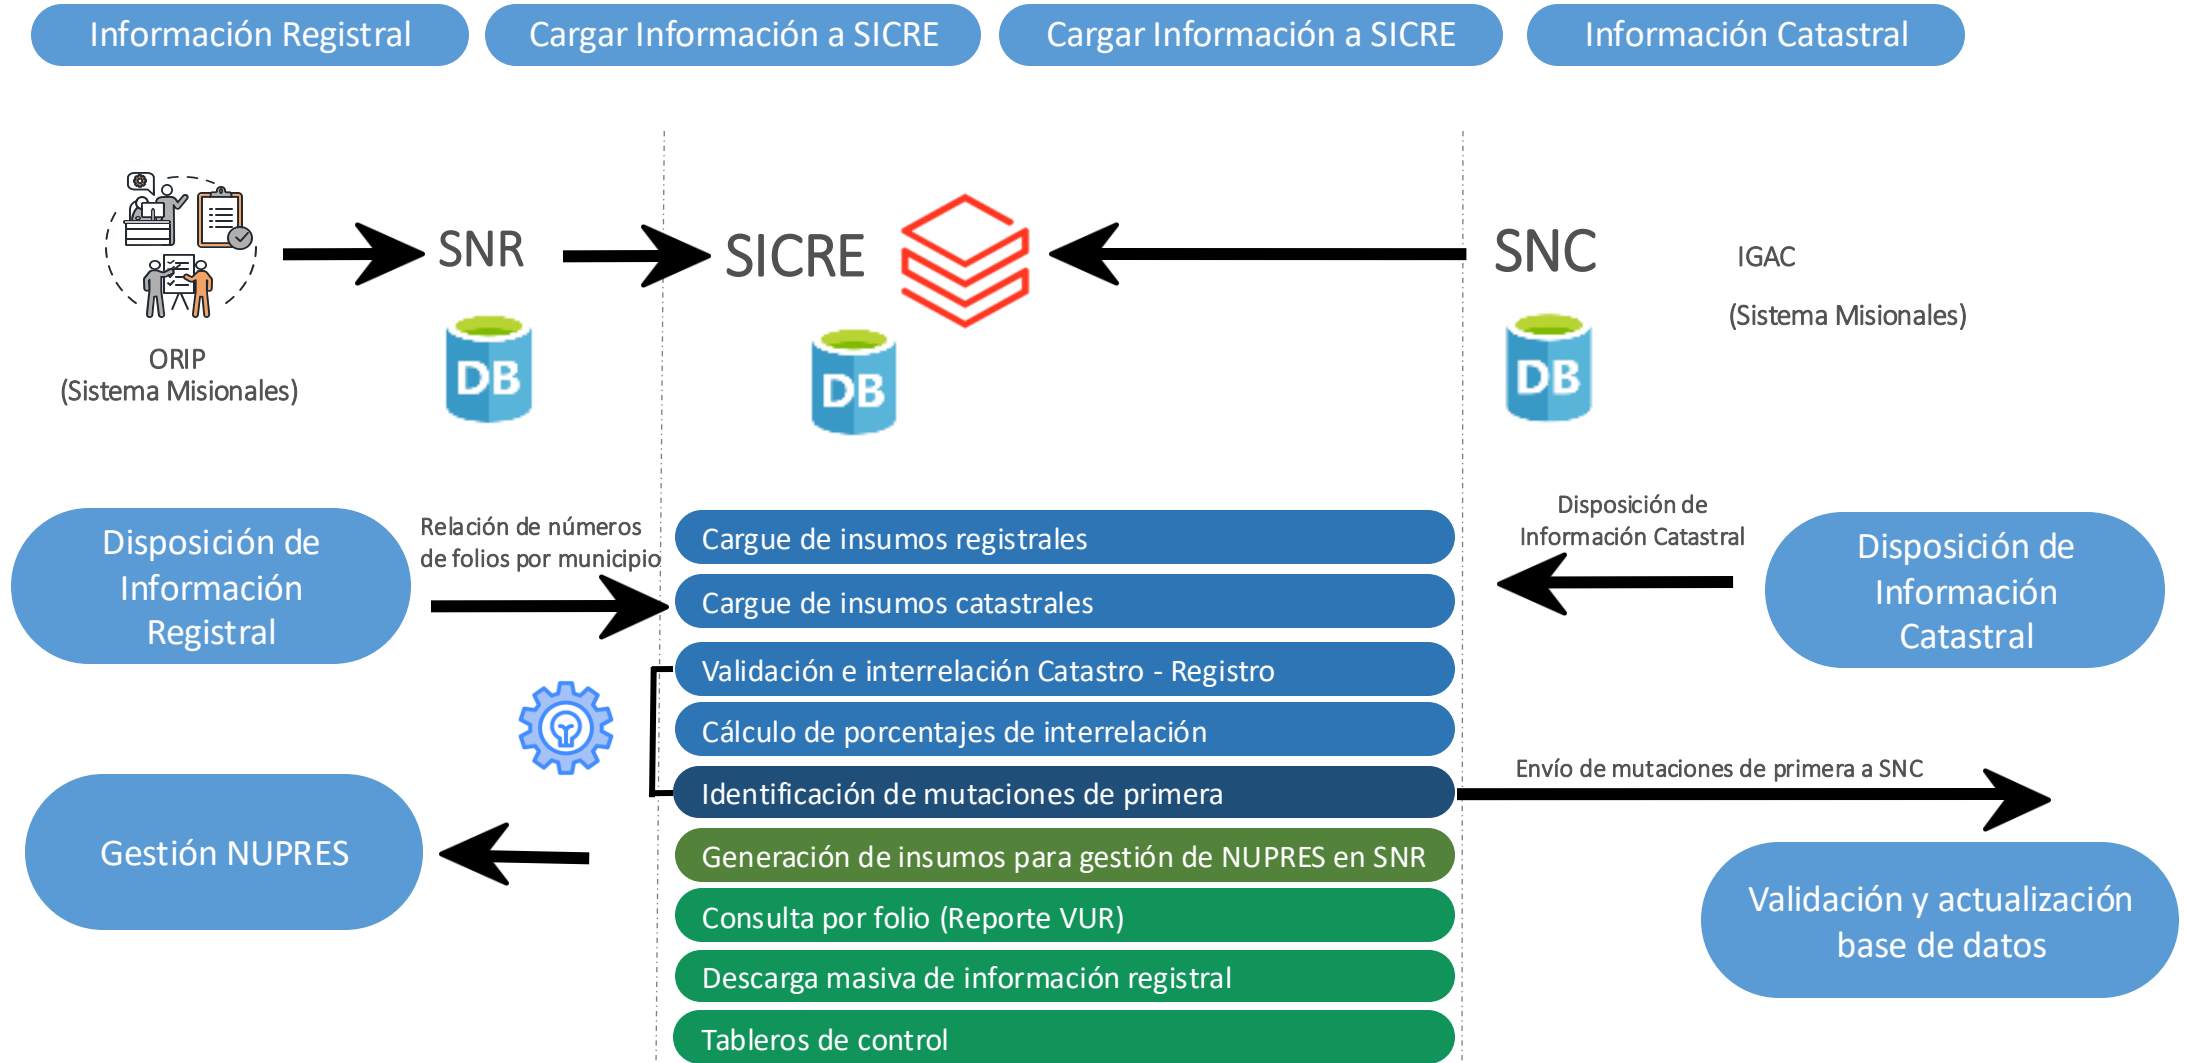 Información Registral
Cargar Información a SICRE
Cargar Información a SICRE
Información Catastral
SNR
SICRE
SNC
IGAC
(Sistema Misionales)
ORIP
(Sistema Misionales)
DB
DB
DB
Disposición de
Información
Registral
Relación de números
de folios por municipio
Cargue de insumos registrales
Cargue de insumos catastrales
Validación e interrelación Catastro - Registro
Cálculo de porcentajes de interrelación
Identificación de mutaciones de primera
Generación de insumos para gestión de NUPRES en SNR
Consulta por folio (Reporte VUR)
Descarga masiva de información registral
Tableros de control
Disposición de
Información Catastral
Disposición de
Información
Catastral
Envío de mutaciones de primera a SNC
Gestión NUPRES
Validación y actualización
base de datos